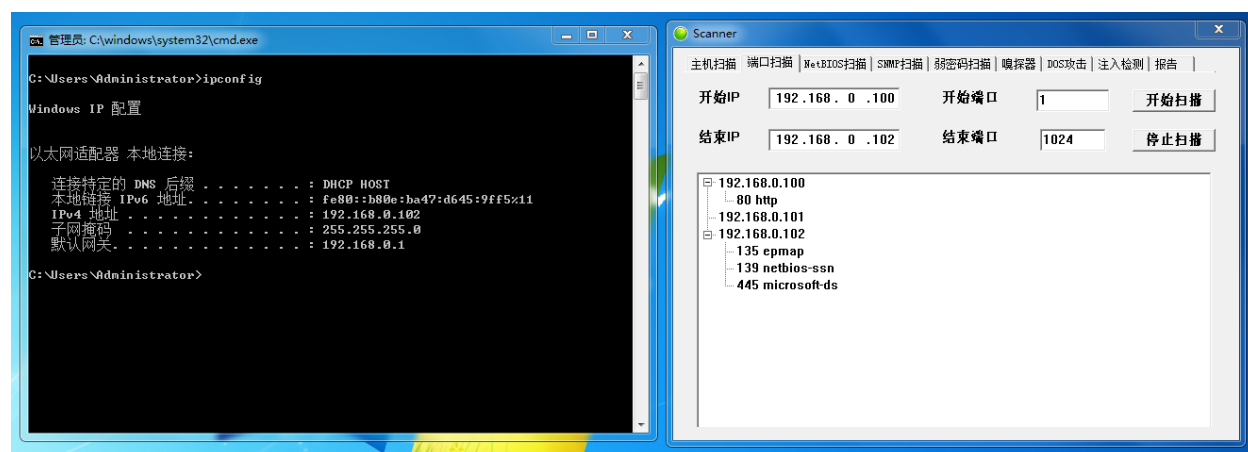 管理员: C:\windows\system32\cmd.exe
C:\Users\Administrator>ipconfig
Windows IP 配置
以太网适配器 本地连接:
连接特定的 DNS 后缀 . . . . . . . : DHCP HOST
本地链接 IPv6 地址. . . . . . . . : fe80::b80e:ba47:d645:9ff5%11
IPv4 地址 . . . . . . . . . . . . : 192.168.0.102
子网掩码 . . . . . . . . . . . . : 255.255.255.0
默认网关. . . . . . . . . . . . . : 192.168.0.1
C:\Users\Administrator>
Scanner
主机扫描 端口扫描 NetBIOS扫描 SNMP扫描 弱密码扫描 嗅探器 DOS攻击 注入检测 报告
开始IP 192.168. 0 .100 开始端口 1 开始扫描
结束IP 192.168. 0 .102 结束端口 1024 停止扫描
192.168.0.100
80 http
192.168.0.101
192.168.0.102
135 epmap
139 netbios-ssn
445 microsoft-ds